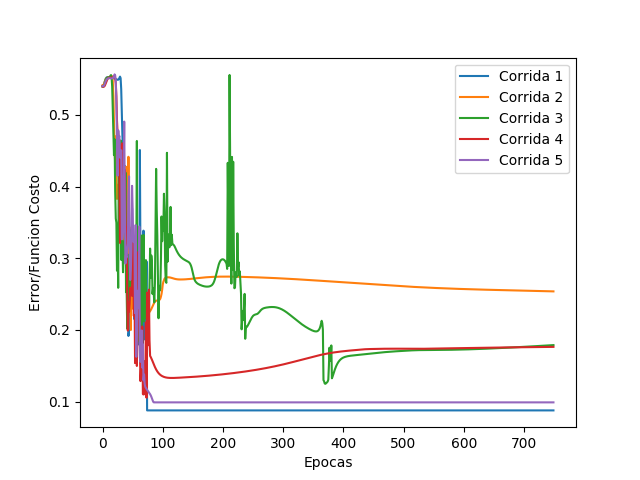 Corrida 1
Corrida 2
Corrida 3
Corrida 4
Corrida 5
Error/Funcion Costo
0.5
0.4
0.3
0.2
0.1
0 100 200 300 400 500 600 700
Epocas